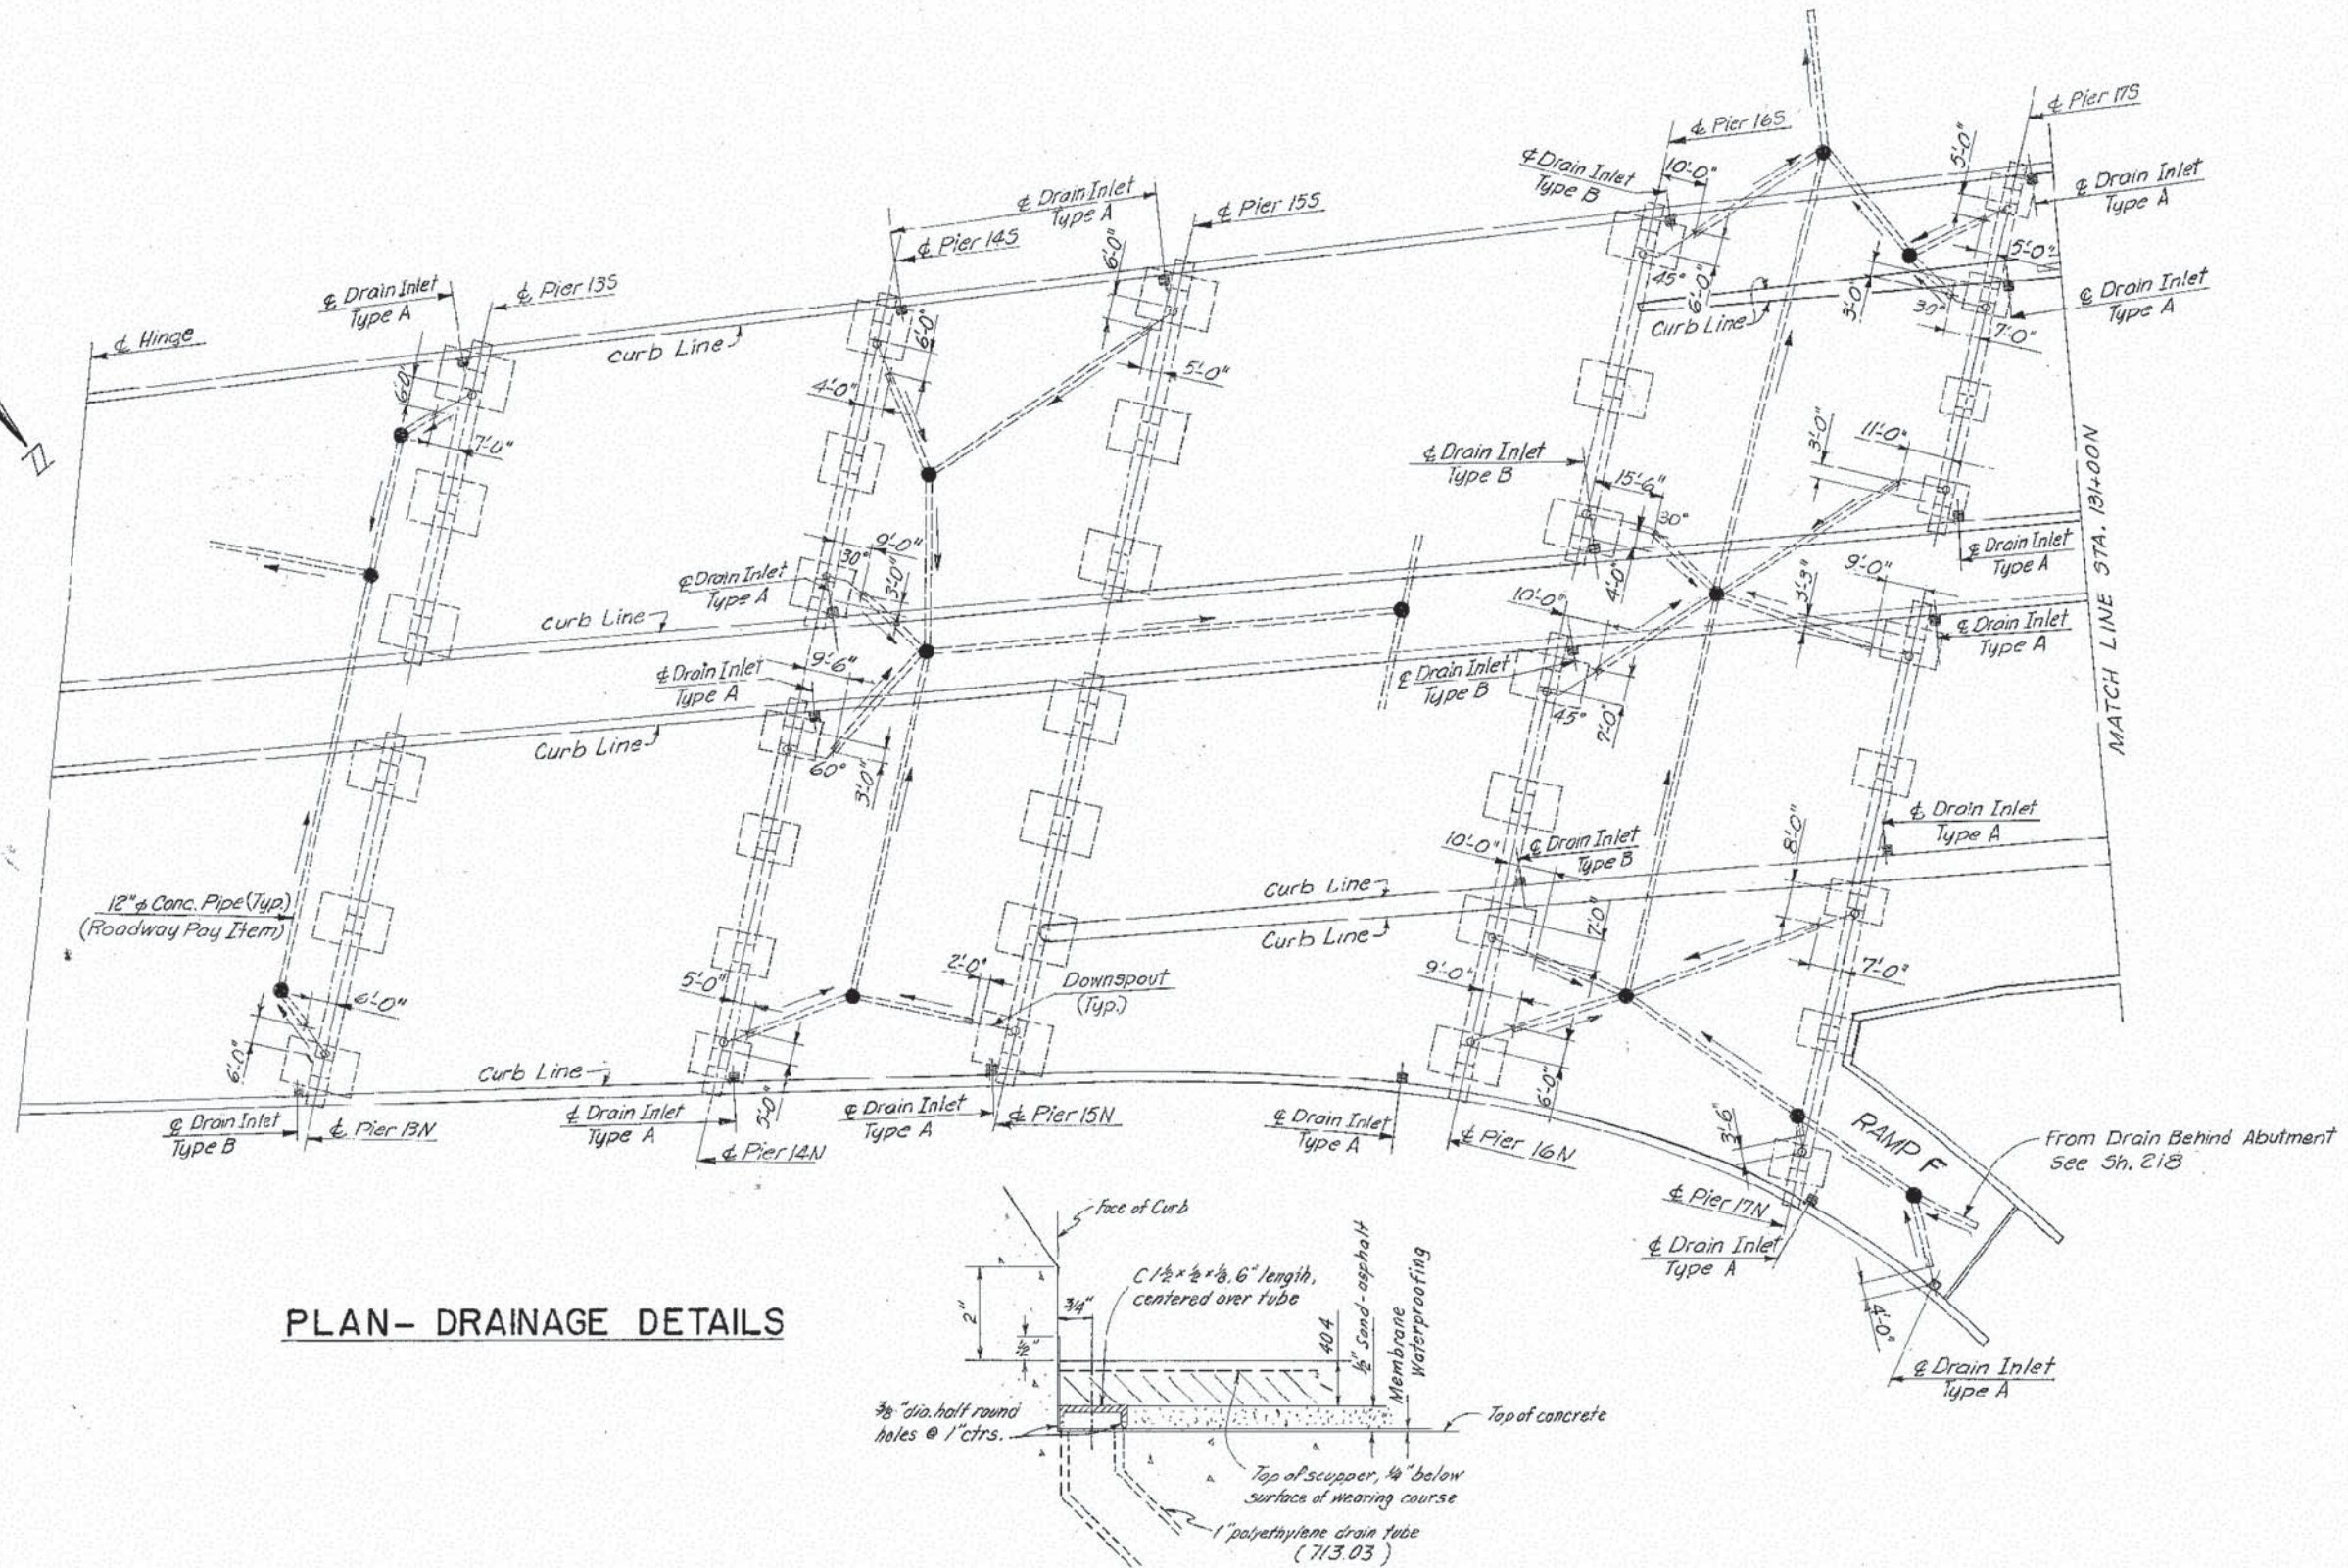 ℄ Pier 17S
℄ Pier 16S
℄ Drain Inlet
Type B
10'-0"
5'-0"
℄ Drain Inlet
Type A
℄ Drain Inlet
Type A
℄ Pier 15S
℄ Pier 14S
6'-0"
45°
6'-0"
5'-0"
3'-0"
30°
7'-0"
℄ Drain Inlet
Type A
Curb Line
℄ Drain Inlet
Type A
℄ Pier 13S
℄ Hinge
Curb Line
6'-0"
5'-0"
4'-0"
6'-0"
7'-0"
3'-0"
11'-0"
℄ Drain Inlet
Type B
15'-6"
30°
4'-0"
MATCH LINE STA. 131+00N
℄ Drain Inlet
Type A
9'-0"
3'-3"
30°
9'-0"
3'-0"
℄ Drain Inlet
Type A
Curb Line
10'-0"
℄ Drain Inlet
Type A
℄ Drain Inlet
Type A
9'-6"
℄ Drain Inlet
Type B
45°
7'-0"
Curb Line
60°
3'-0"
℄ Drain Inlet
Type A
8'-0"
10'-0"
℄ Drain Inlet
Type B
Curb Line
Curb Line
7'-0"
12"φ Conc. Pipe (Typ.)
(Roadway Pay Item)
5'-0"
2'-0"
Downspout
(Typ.)
9'-0"
7'-0"
6'-0"
6'-0"
Curb Line
℄ Drain Inlet
Type B
℄ Pier 13N
℄ Drain Inlet
Type A
5'-0"
℄ Pier 14N
℄ Drain Inlet
Type A
℄ Pier 15N
℄ Drain Inlet
Type A
6'-0"
℄ Pier 16N
3'-6"
RAMP F
From Drain Behind Abutment
See Sh. 218
℄ Pier 17N
℄ Drain Inlet
Type A
4'-0"
℄ Drain Inlet
Type A
PLAN- DRAINAGE DETAILS
Face of Curb
C 1½ x ½ x ⅛, 6" length,
centered over tube
2"
3/4"
½"
1" 404
½" Sand-asphalt
Membrane
Waterproofing
⅜" dia. half round
holes @ 1" ctrs.
Top of concrete
Top of scupper, ¼" below
surface of wearing course
1" polyethylene drain tube
(713.03)